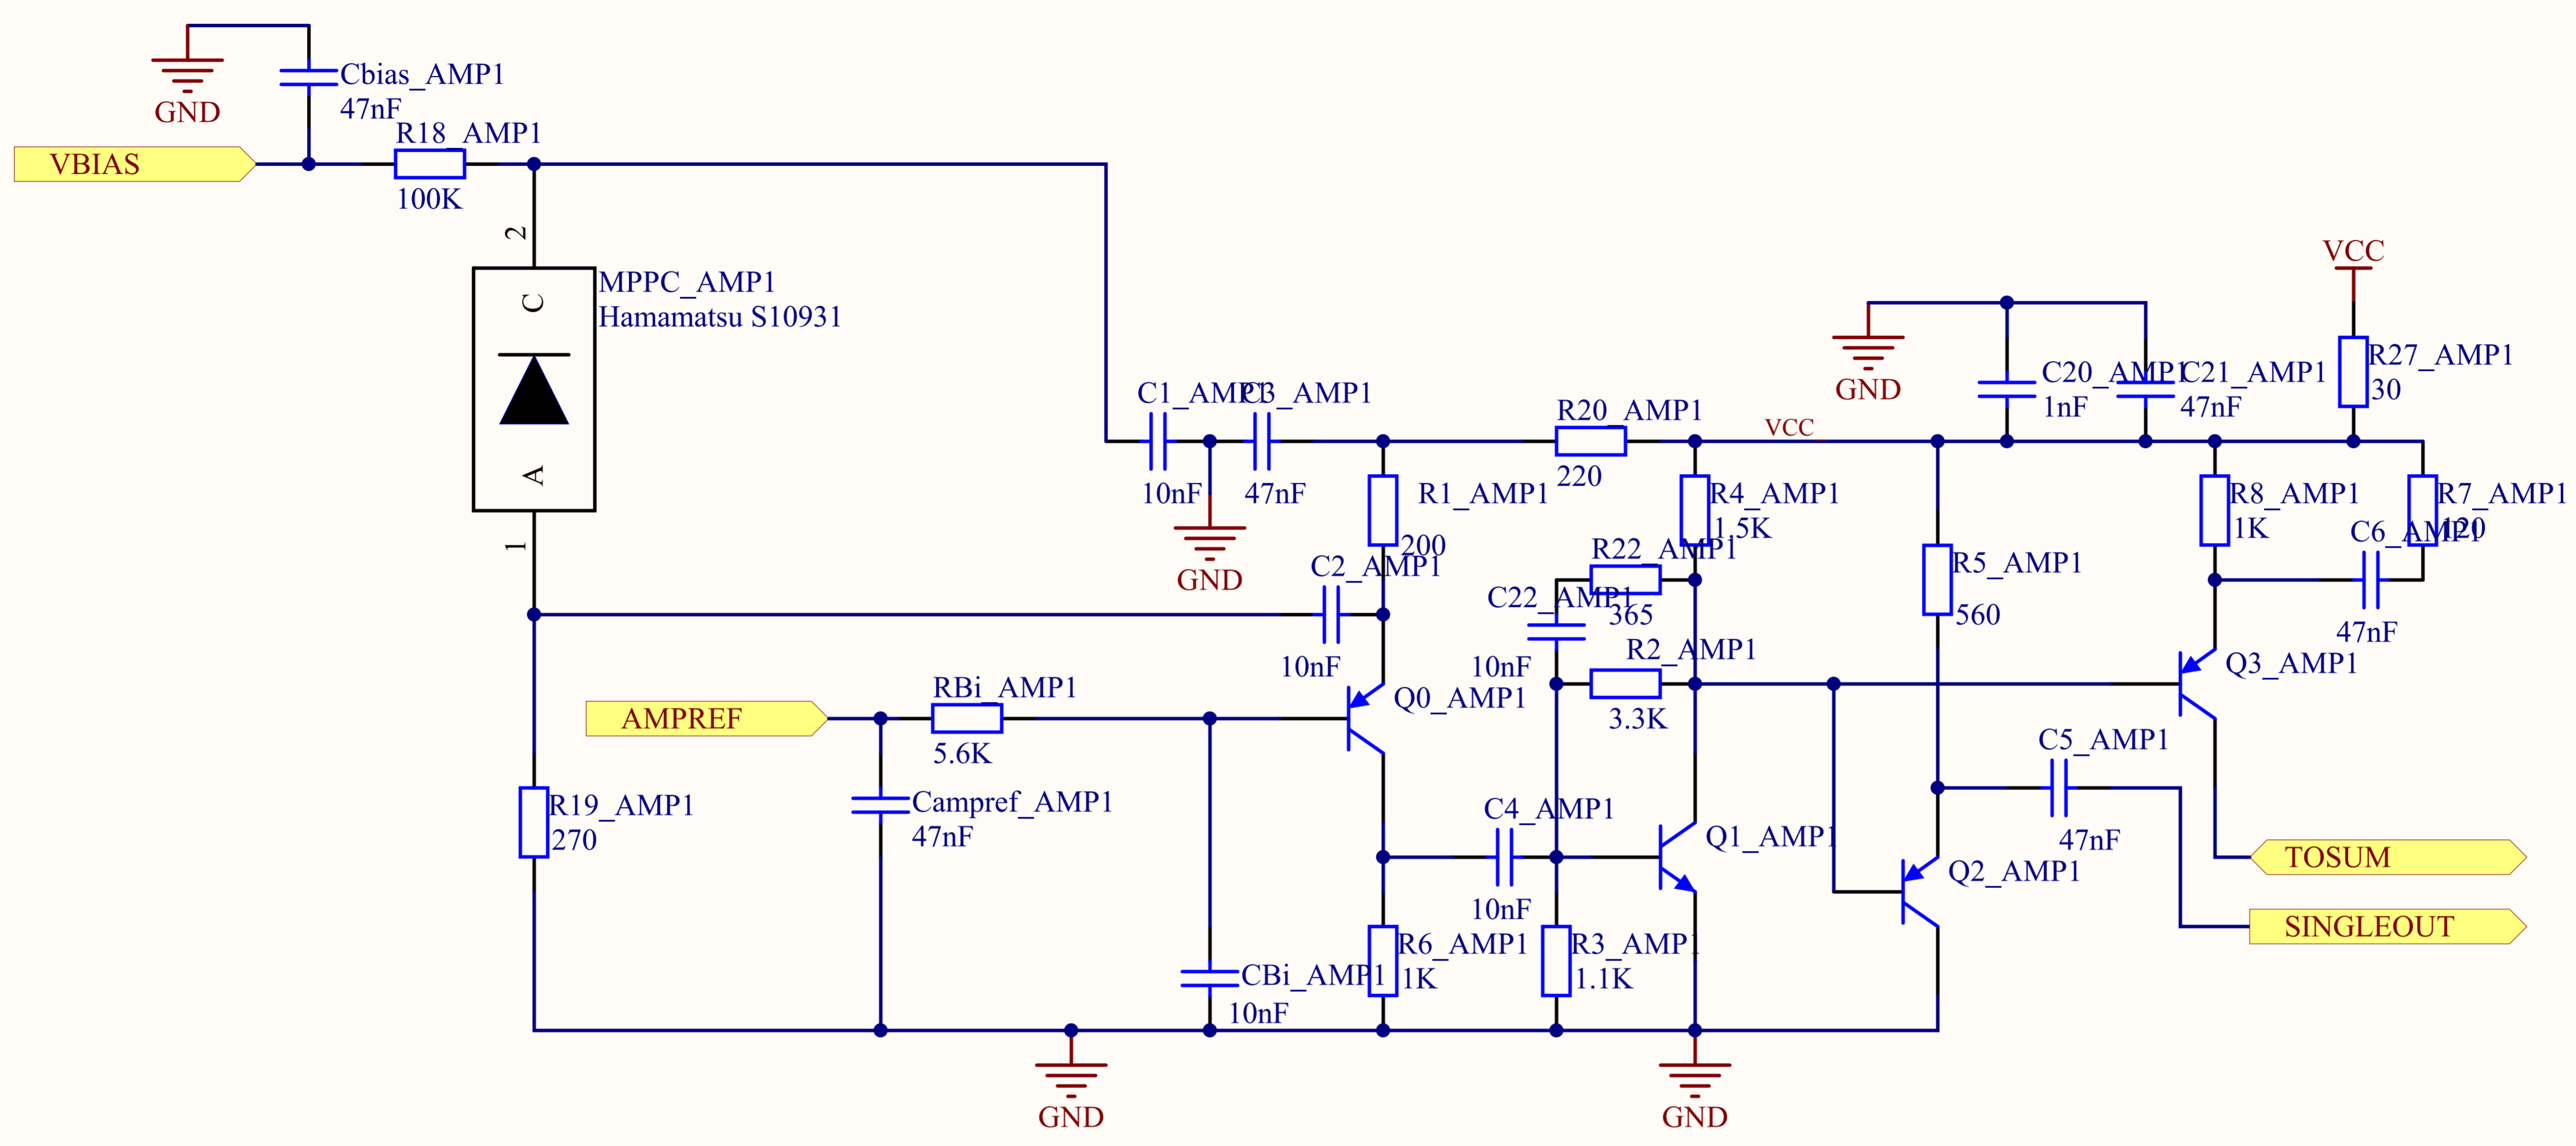 Cbias_AMP1
47nF
GND
R18_AMP1
VBIAS
100K
2
C
MPPC_AMP1
Hamamatsu S10931
A
1
VCC
R27_AMP1
30
C20_AMP1
1nF
C21_AMP1
47nF
GND
C1_AMP1
10nF
C3_AMP1
47nF
GND
R20_AMP1
220
VCC
R1_AMP1
200
R4_AMP1
1.5K
R8_AMP1
1K
R7_AMP1
120
C6_AMP1
47nF
C2_AMP1
10nF
R22_AMP1
365
C22_AMP1
10nF
R5_AMP1
560
R2_AMP1
3.3K
Q3_AMP1
Q0_AMP1
RBi_AMP1
5.6K
AMPREF
C5_AMP1
47nF
R19_AMP1
270
Campref_AMP1
47nF
C4_AMP1
10nF
Q1_AMP1
Q2_AMP1
TOSUM
SINGLEOUT
R6_AMP1
1K
R3_AMP1
1.1K
CBi_AMP1
10nF
GND
GND